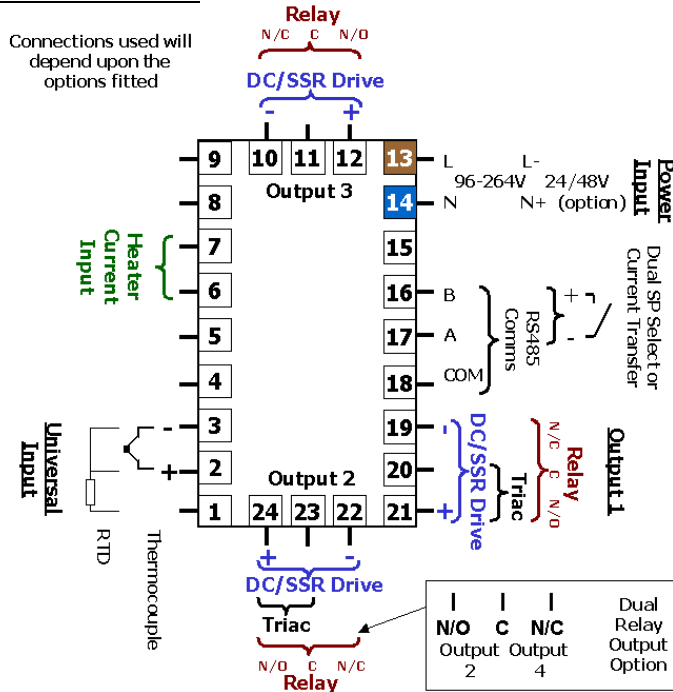 Connections used will
depend upon the
options fitted
Relay
N/C C N/O
DC/SSR Drive
- +
9
8
7
6
5
4
3
2
1
10 11 12
Output 3
13
14
15
16
17
18
19
20
21
L L-
96-264V 24/48V
N N+ (option)
Power
Input
B
A
COM
RS485
Comms
+
-
Dual SP Selector
Current Transfer
Heater
Current
Input
-
+
Universal
Input
RTD
Thermocouple
-
+
DC/SSR Drive
Triac
N/C C N/O
Relay
Output 1
Output 2
24 23 22
+ -
DC/SSR Drive
Triac
N/O C N/C
Relay
N/O C N/C
Output Output
2 4
Dual
Relay
Output
Option